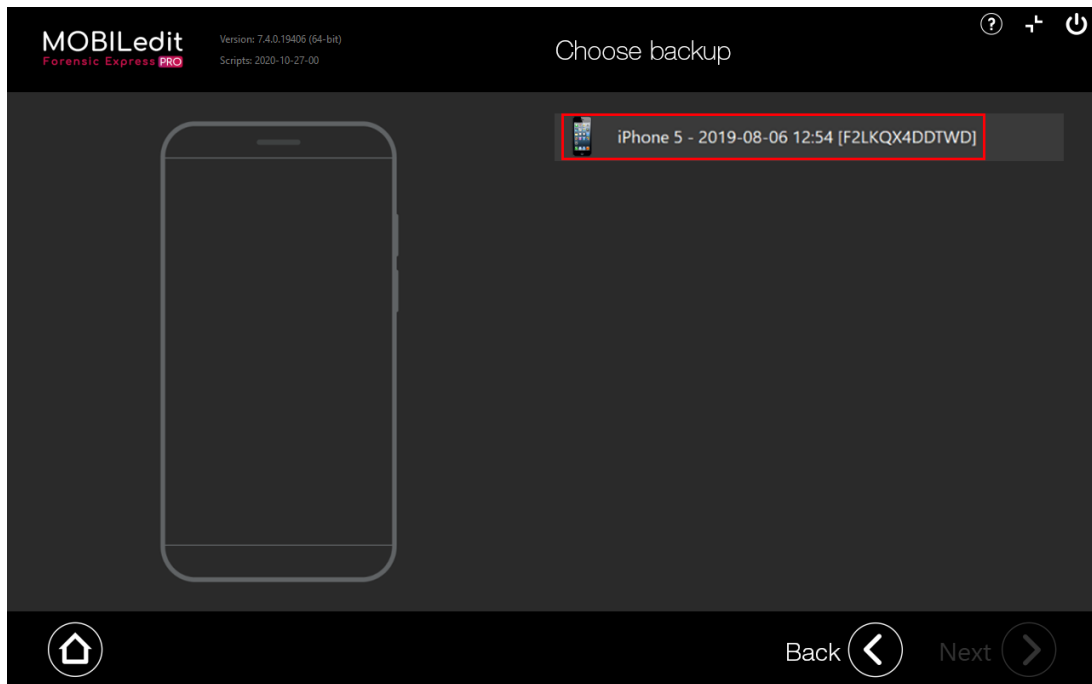 MOBILedit
Forensic Express PRO
Version: 7.4.0.19406 (64-bit)
Scripts: 2020-10-27-00
Choose backup
?
iPhone 5 - 2019-08-06 12:54 [F2LKQX4DDTWD]
Back
Next